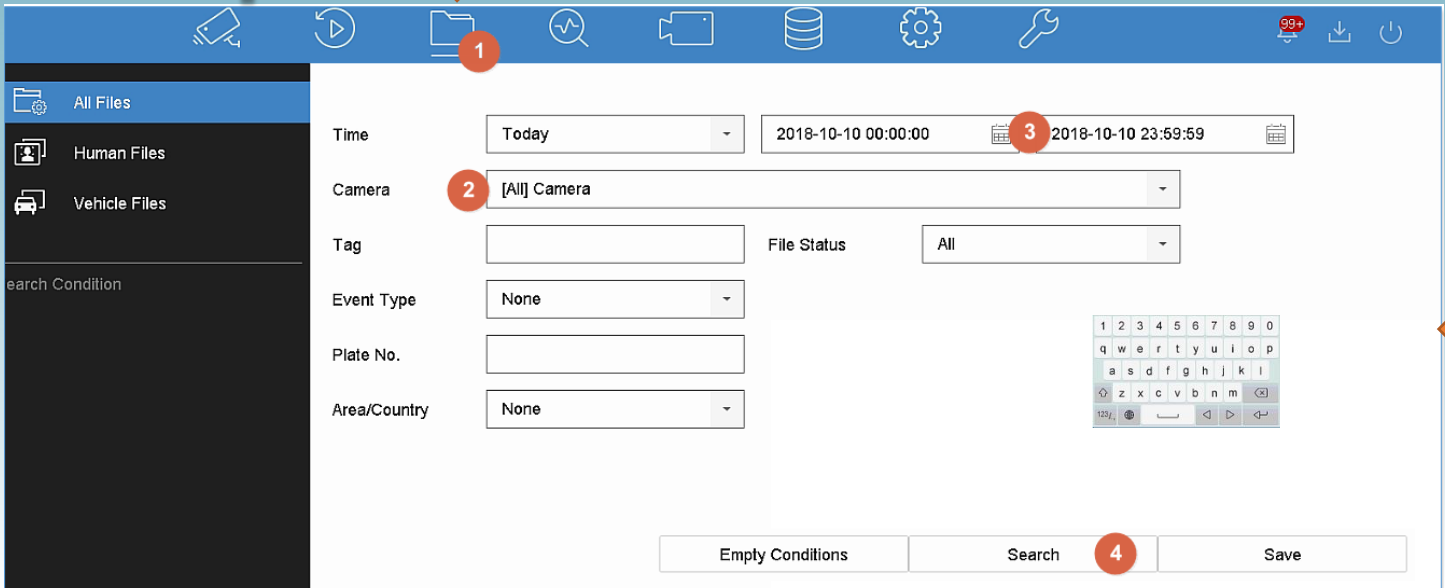 99+
1
All Files
Human Files
Vehicle Files
earch Condition
Time Today 2018-10-10 00:00:00 3 2018-10-10 23:59:59
Camera 2 [All] Camera
Tag File Status All
Event Type None
Plate No.
Area/Country None
1 2 3 4 5 6 7 8 9 0
q w e r t y u i o p
a s d f g h j k l
z x c v b n m
123/,
Empty Conditions Search 4 Save